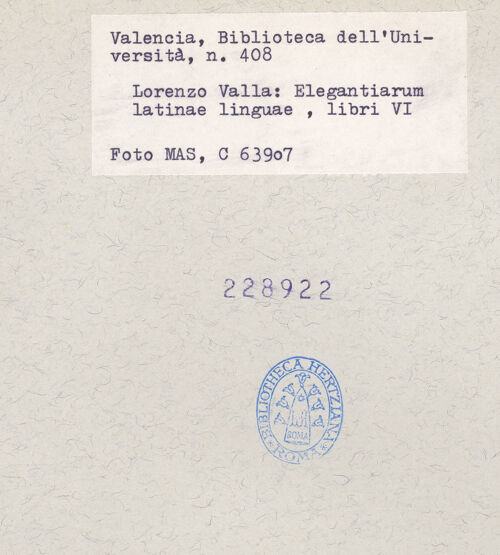 Valencia, Biblioteca dell'Uni-
versità, n. 408
Lorenzo Valla: Elegantiarum
latinae linguae , libri VI
Foto MAS, C 63907
228922
BIBLIOTHECA HERTZIANA
ROMA
ROMA